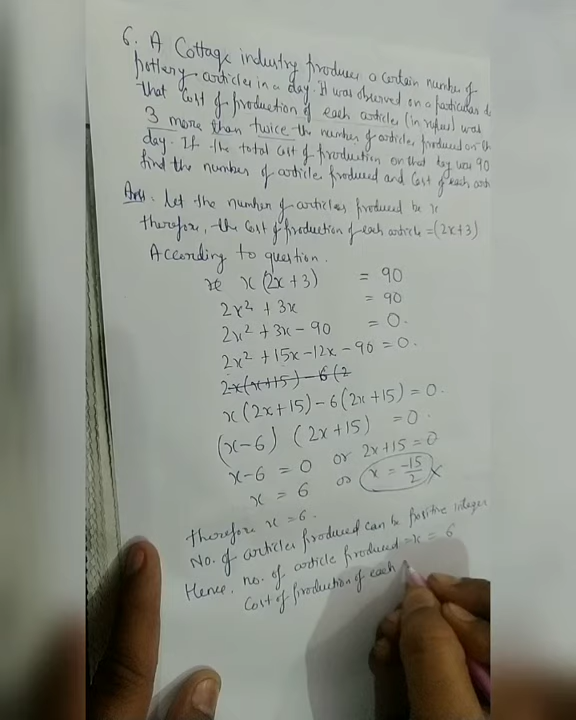 6. A Cottage industry produces a certain number of
pottery articles in a day. It was observed on a particular d
that Cost of production of each articles (in rupees) was
3 more than twice the number of articles produced on th
day. If the total cost of production on that day was 90
find the number of article produced and Cost of each arti
Ans. Let the number of articles produced be x
therefore, the cost of production of each article = (2x+3)
According to question.
x(2x+3) = 90
2x² + 3x = 90
2x² + 3x - 90 = 0.
2x² + 15x - 12x - 90 = 0.
2x(x+15) - 6(2
x(2x+15) - 6(2x+15) = 0.
(x-6) (2x+15) = 0.
x-6 = 0 or 2x+15 = 0
x = 6 or x = -15/2 ×
therefore x = 6.
No. of articles produced can be positive integer
Hence. no. of article produced = x = 6
Cost of production of each